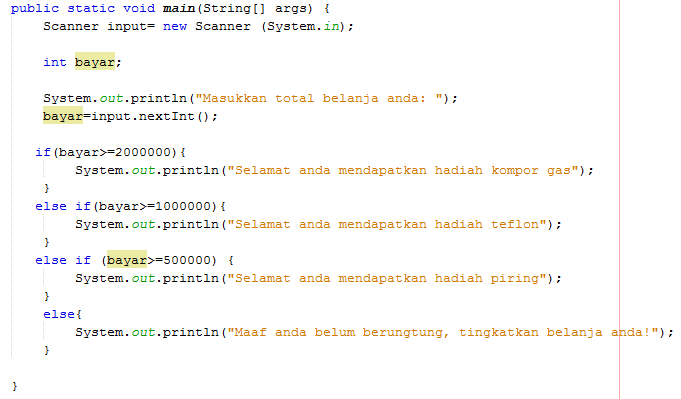 public static void main(String[] args) {
Scanner input= new Scanner (System.in);
int bayar;
System.out.println("Masukkan total belanja anda: ");
bayar=input.nextInt();
if(bayar>=2000000){
System.out.println("Selamat anda mendapatkan hadiah kompor gas");
}
else if(bayar>=1000000){
System.out.println("Selamat anda mendapatkan hadiah teflon");
}
else if (bayar>=500000) {
System.out.println("Selamat anda mendapatkan hadiah piring");
}
else{
System.out.println("Maaf anda belum berungtung, tingkatkan belanja anda!");
}
}